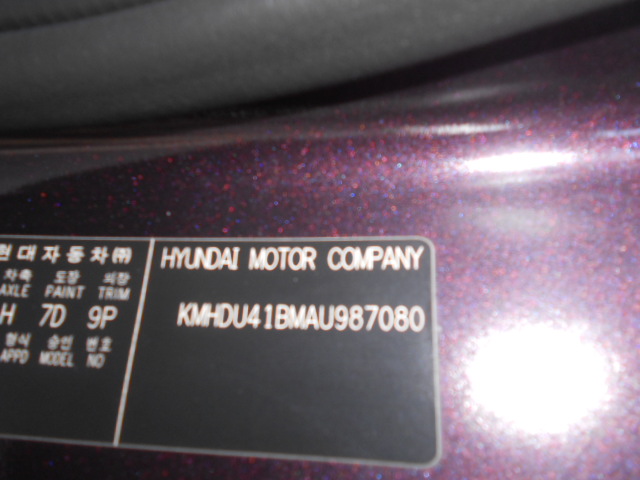 현대자동차㈜
차축 도장 외장
AXLE PAINT TRIM
H 7D 9P
형식 승인 번호
APPD MODEL NO
HYUNDAI MOTOR COMPANY
KMHDU41BMAU987080